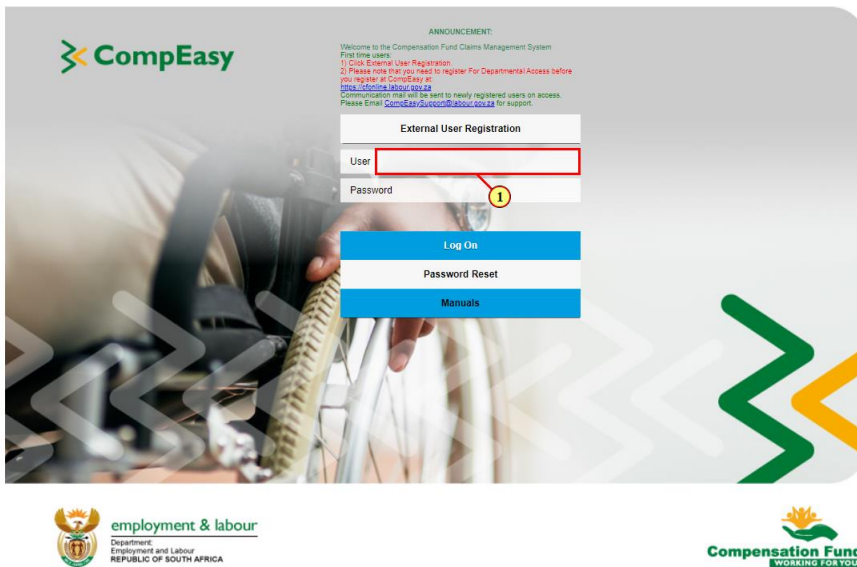 CompEasy
ANNOUNCEMENT:
Welcome to the Compensation Fund Claims Management System
First time users:
1) Click External User Registration.
2) Please note that you need to register For Departmental Access before
you register at CompEasy at:
https://cfonline.labour.gov.za
Communication mail will be sent to newly registered users on access.
Please Email CompEasySupport@labour.gov.za for support.
External User Registration
User
Password
1
Log On
Password Reset
Manuals
employment & labour
Department:
Employment and Labour
REPUBLIC OF SOUTH AFRICA
Compensation Fund
WORKING FOR YOU